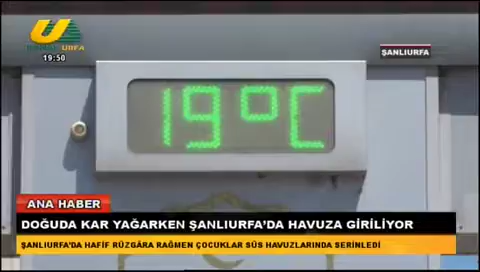 URFA
19:50
ŞANLIURFA
19°C
ANA HABER
DOĞUDA KAR YAĞARKEN ŞANLIURFA'DA HAVUZA GİRİLİYOR
ŞANLIURFA'DA HAFİF RÜZGÂRA RAĞMEN ÇOCUKLAR SÜS HAVUZLARINDA SERİNLEDİ